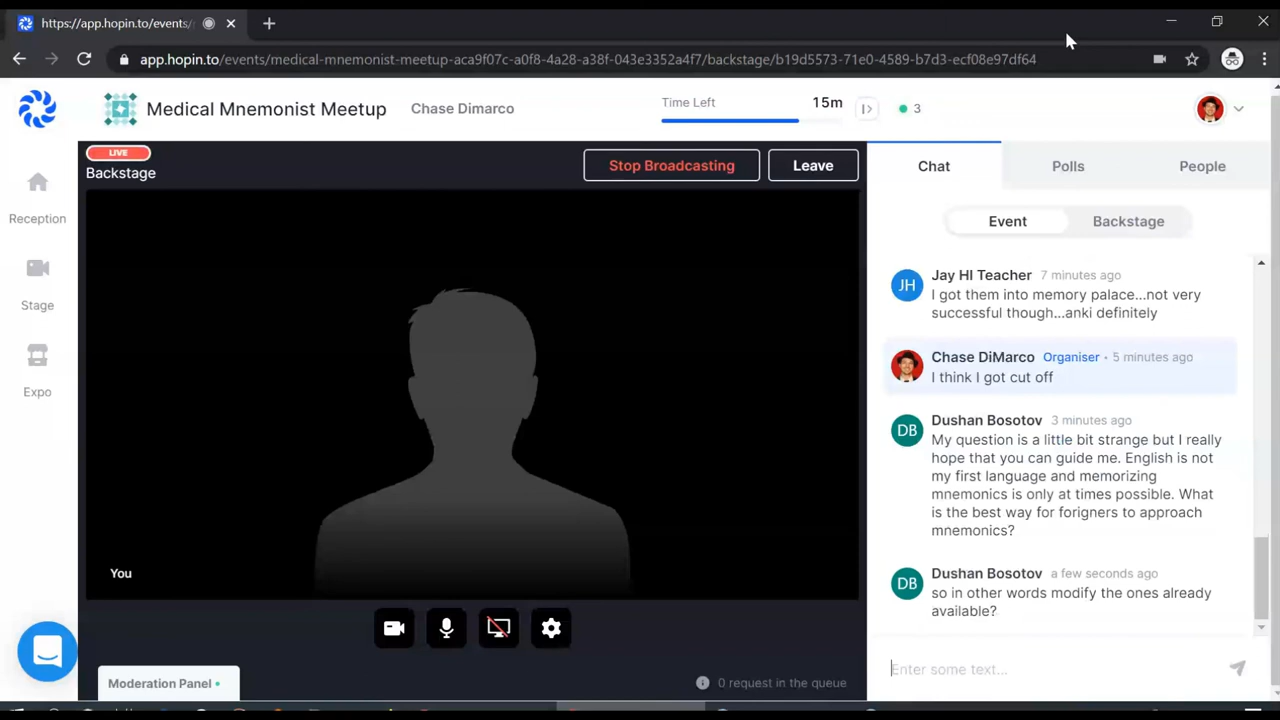 https://app.hopin.to/events/
app.hopin.to/events/medical-mnemonist-meetup-aca9f07c-a0f8-4a28-a38f-043e3352a4f7/backstage/b19d5573-71e0-4589-b7d3-ecf08e97df64
Medical Mnemonist Meetup
Chase Dimarco
Time Left
15m
3
LIVE
Backstage
Stop Broadcasting
Leave
Chat
Polls
People
Reception
Stage
Expo
Event
Backstage
JH
Jay HI Teacher 7 minutes ago
I got them into memory palace...not very
successful though...anki definitely
Chase DiMarco Organiser • 5 minutes ago
I think I got cut off
DB
Dushan Bosotov 3 minutes ago
My question is a little bit strange but I really
hope that you can guide me. English is not
my first language and memorizing
mnemonics is only at times possible. What
is the best way for forigners to approach
mnemonics?
DB
Dushan Bosotov a few seconds ago
so in other words modify the ones already
available?
You
Enter some text...
Moderation Panel
0 request in the queue